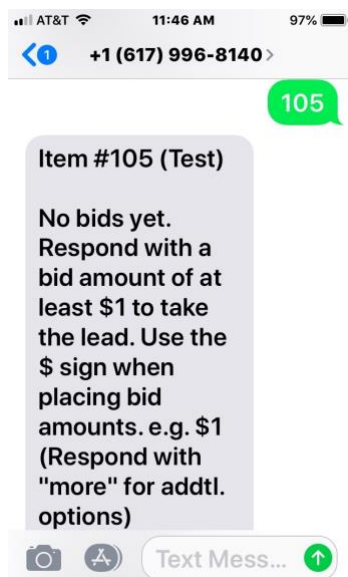 AT&T 11:46 AM 97%
1 +1 (617) 996-8140 >
105
Item #105 (Test)
No bids yet.
Respond with a
bid amount of at
least $1 to take
the lead. Use the
$ sign when
placing bid
amounts. e.g. $1
(Respond with
"more" for addtl.
options)
Text Mess...